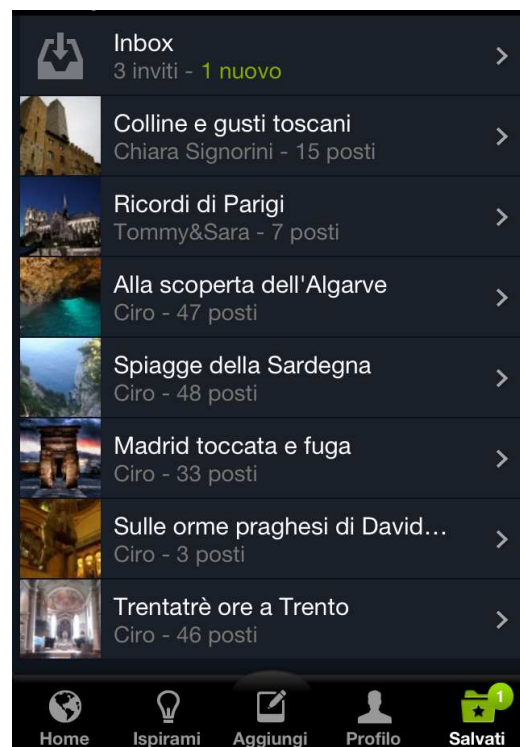 Inbox
3 inviti - 1 nuovo
Colline e gusti toscani
Chiara Signorini - 15 posti
Ricordi di Parigi
Tommy&Sara - 7 posti
Alla scoperta dell'Algarve
Ciro - 47 posti
Spiagge della Sardegna
Ciro - 48 posti
Madrid toccata e fuga
Ciro - 33 posti
Sulle orme praghesi di David…
Ciro - 3 posti
Trentatrè ore a Trento
Ciro - 46 posti
1
Home Ispirami Aggiungi Profilo Salvati